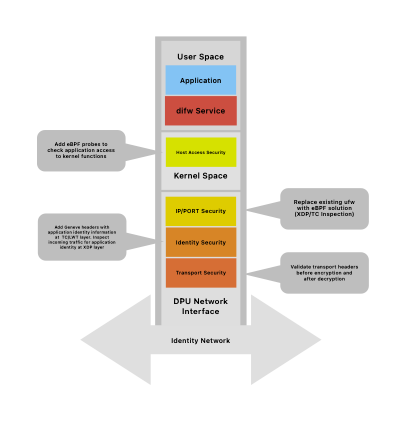 User Space
Application
difw Service
Add eBPF probes to
check application access
to kernel functions
Host Access Security
Kernel Space
Replace existing ufw
with eBPF solution
(XDP/TC Inspection)
IP/PORT Security
Add Geneve headers with
application identity information
at TC/LWT layer. Inspect
incoming traffic for application
identity at XDP layer
Identity Security
Transport Security
Validate transport headers
before encryption and
after decryption
DPU Network
Interface
Identity Network